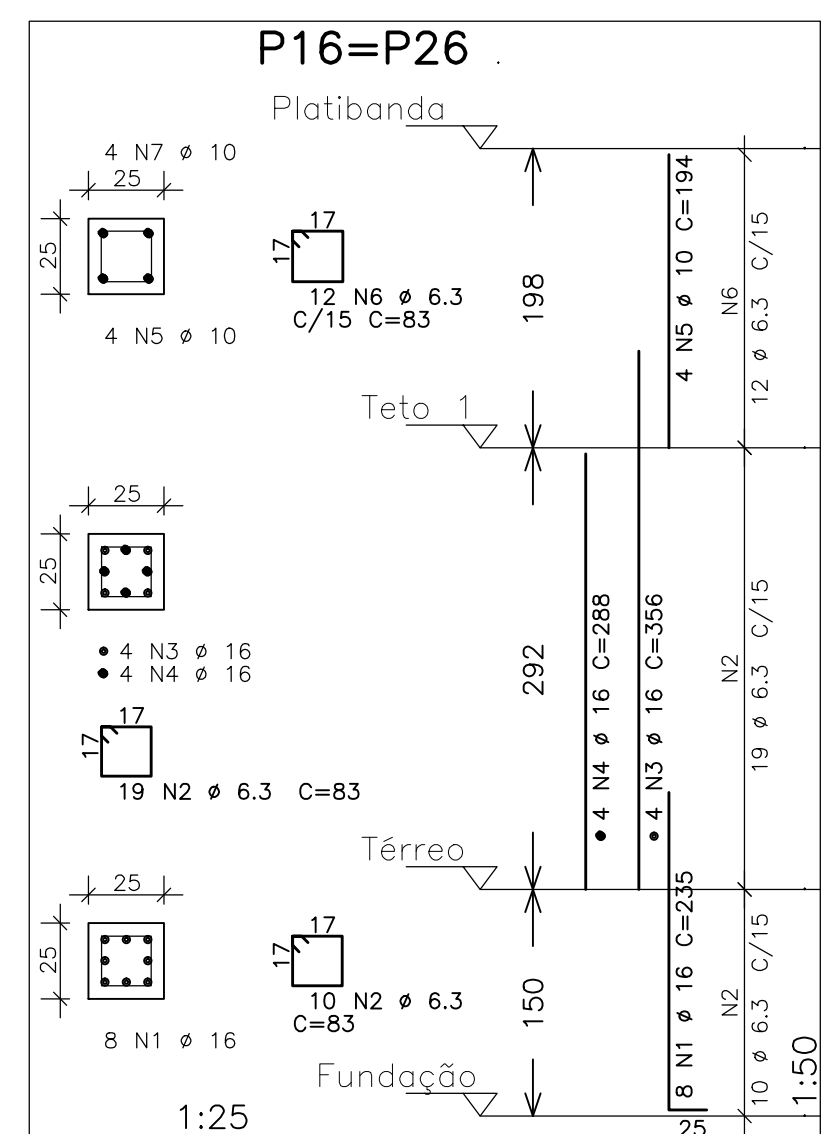 P16=P26
Platibanda
4 N7 ø 10
25
25
17
17
12 N6 ø 6.3
C/15 C=83
4 N5 ø 10
198
4 N5 ø 10 C=194
N6
12 ø 6.3 C/15
Teto 1
25
25
4 N3 ø 16
4 N4 ø 16
17
17
19 N2 ø 6.3 C=83
292
4 N4 ø 16 C=288
4 N3 ø 16 C=356
N2
19 ø 6.3 C/15
Térreo
25
25
17
17
10 N2 ø 6.3
C=83
8 N1 ø 16
150
8 N1 ø 16 C=235
25
N2
10 ø 6.3 C/15
Fundação
1:25
1:50